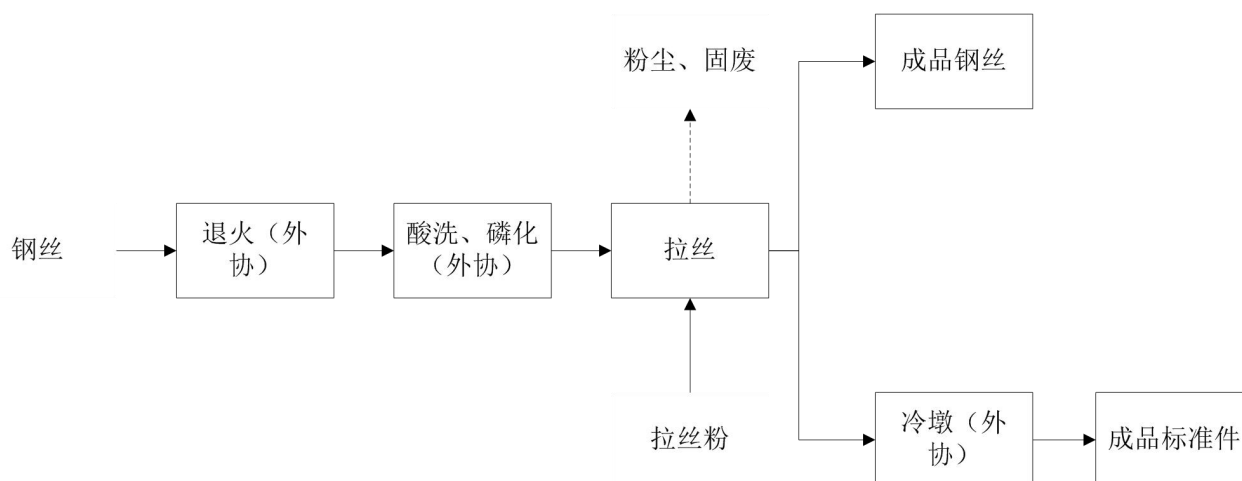 粉尘、固废
成品钢丝
钢丝
退火（外
协）
酸洗、磷化
（外协）
拉丝
拉丝粉
冷墩（外
协）
成品标准件